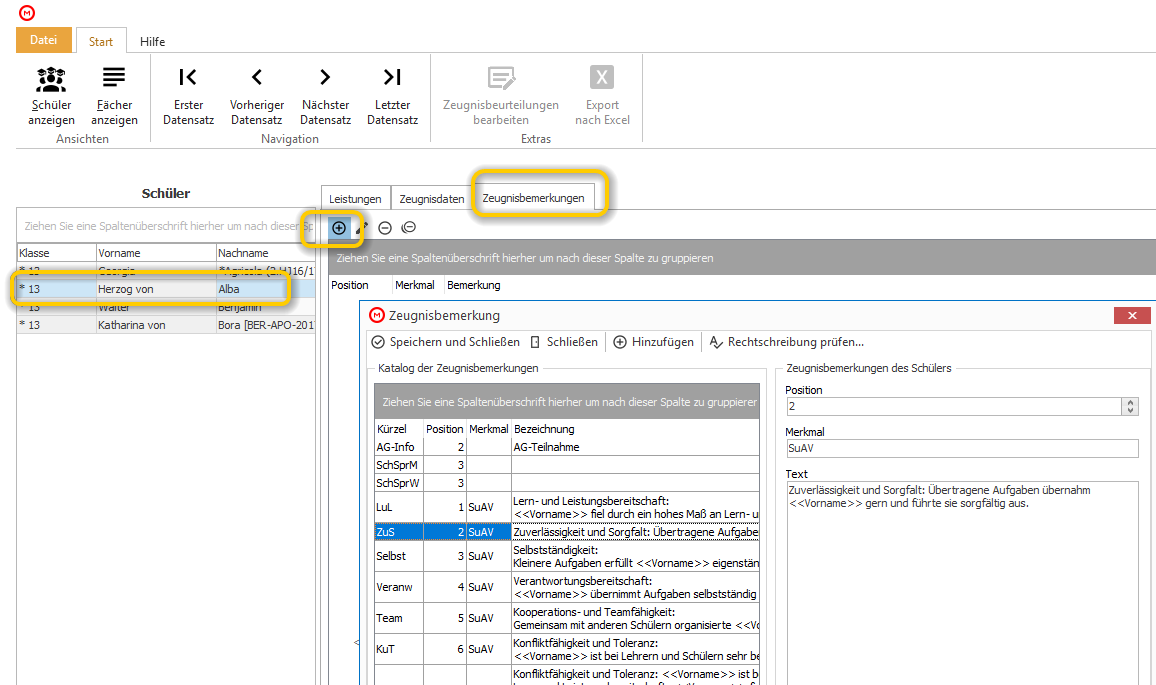 Datei
Start
Hilfe
Schüler
anzeigen
Fächer
anzeigen
Ansichten
Erster
Datensatz
Vorheriger
Datensatz
Nächster
Datensatz
Letzter
Datensatz
Navigation
Zeugnisbeurteilungen
bearbeiten
Export
nach Excel
Extras
Schüler
Ziehen Sie eine Spaltenüberschrift hierher um nach dieser Sp
Klasse Vorname Nachname
* 13 Georgia *Agricola (2.HJ16/17
* 13 Herzog von Alba
* 13 Walter Benjamin
* 13 Katharina von Bora [BER-APO-2017
Leistungen
Zeugnisdaten
Zeugnisbemerkungen
Ziehen Sie eine Spaltenüberschrift hierher um nach dieser Spalte zu gruppieren
Position Merkmal Bemerkung
Zeugnisbemerkung
Speichern und Schließen Schließen Hinzufügen Rechtschreibung prüfen...
Katalog der Zeugnisbemerkungen
Ziehen Sie eine Spaltenüberschrift hierher um nach dieser Spalte zu gruppieren
Kürzel Position Merkmal Bezeichnung
AG-Info 2 AG-Teilnahme
SchSprM 3
SchSprW 3
LuL 1 SuAV Lern- und Leistungsbereitschaft:
<<Vorname>> fiel durch ein hohes Maß an Lern- u
ZuS 2 SuAV Zuverlässigkeit und Sorgfalt: Übertragene Aufgabe
Selbst 3 SuAV Selbstständigkeit:
Kleinere Aufgaben erfüllt <<Vorname>> eigenstän
Veranw 4 SuAV Verantwortungsbereitschaft:
<<Vorname>> übernimmt Aufgaben selbstständig
Team 5 SuAV Kooperations- und Teamfähigkeit:
Gemeinsam mit anderen Schülern organisierte <<Vo
KuT 6 SuAV Konfliktfähigkeit und Toleranz:
<<Vorname>> ist bei Lehrern und Schülern sehr be
Konfliktfähigkeit und Toleranz: <<Vorname>> ist b
Zeugnisbemerkungen des Schülers
Position
2
Merkmal
SuAV
Text
Zuverlässigkeit und Sorgfalt: Übertragene Aufgaben übernahm
<<Vorname>> gern und führte sie sorgfältig aus.